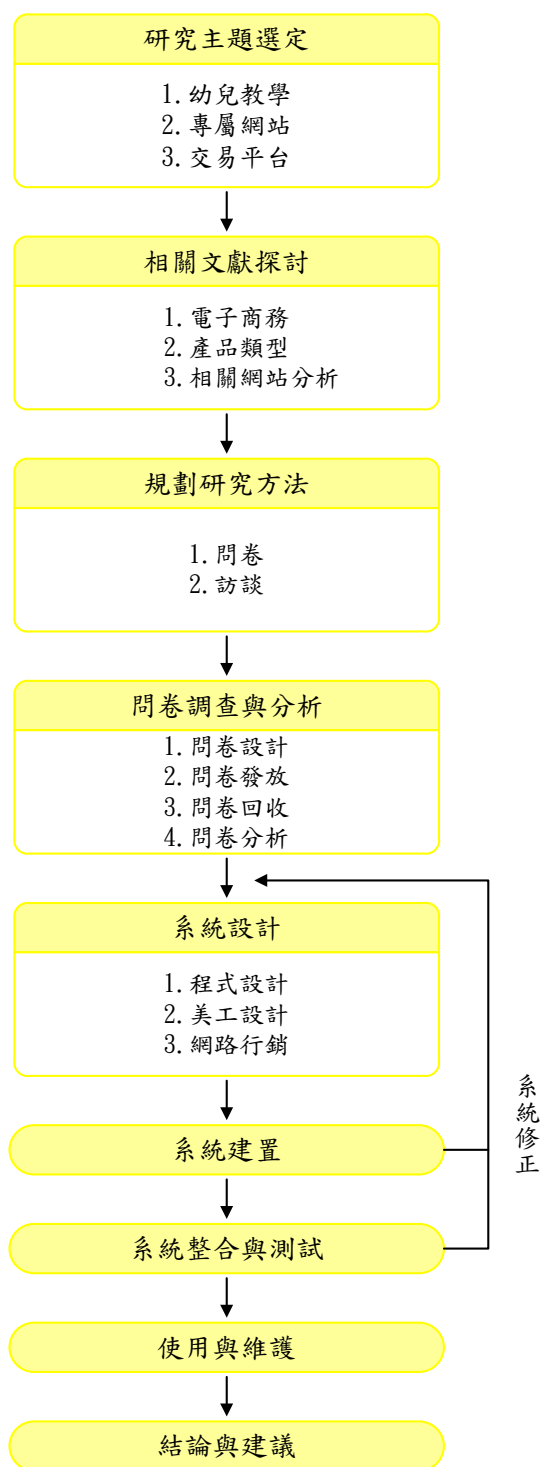 研究主題選定
1.幼兒教學
2.專屬網站
3.交易平台
相關文獻探討
1.電子商務
2.產品類型
3.相關網站分析
規劃研究方法
1.問卷
2.訪談
問卷調查與分析
1.問卷設計
2.問卷發放
3.問卷回收
4.問卷分析
系統設計
1.程式設計
2.美工設計
3.網路行銷
系統建置
系統修正
系統整合與測試
使用與維護
結論與建議